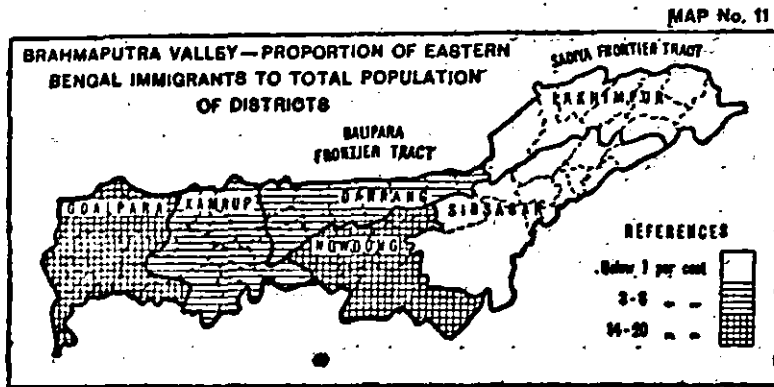 MAP No. 11
BRAHMAPUTRA VALLEY—PROPORTION OF EASTERN
BENGAL IMMIGRANTS TO TOTAL POPULATION
OF DISTRICTS
SADIYA FRONTIER TRACT
LAKHIMPUR
BALIPARA
FRONTIER TRACT
GOALPARA
KAMRUP
DARRANG
SIBSAGAR
NOWGONG
REFERENCES
Below 1 per cent
14-20 „ „